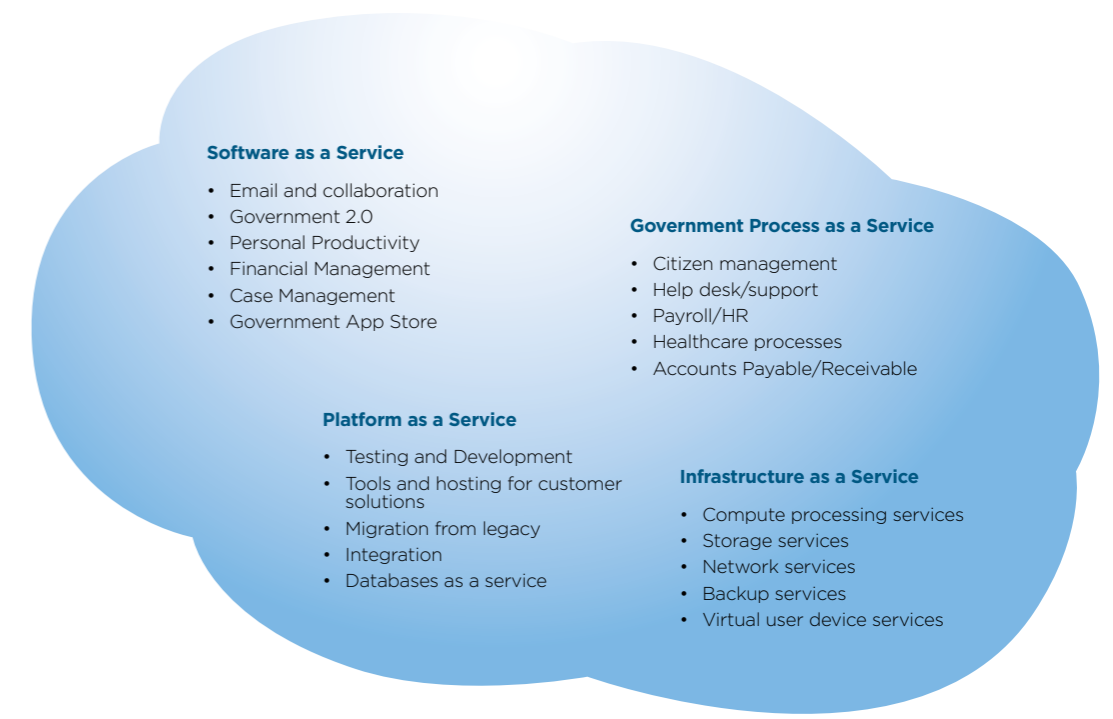 Software as a Service
• Email and collaboration
• Government 2.0
• Personal Productivity
• Financial Management
• Case Management
• Government App Store
Government Process as a Service
• Citizen management
• Help desk/support
• Payroll/HR
• Healthcare processes
• Accounts Payable/Receivable
Platform as a Service
• Testing and Development
• Tools and hosting for customer
solutions
• Migration from legacy
• Integration
• Databases as a service
Infrastructure as a Service
• Compute processing services
• Storage services
• Network services
• Backup services
• Virtual user device services